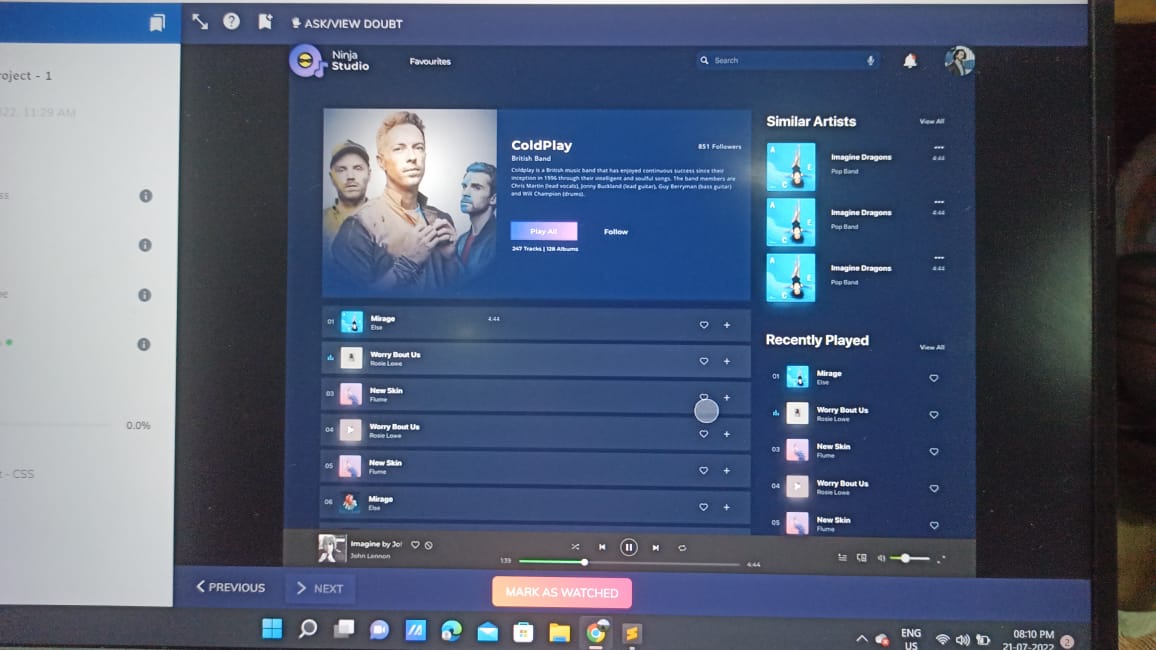 ASK/VIEW DOUBT
oject - 1
022, 11:29 AM
ss
0.0%
- CSS
Ninja
Studio
Favourites
Search
ColdPlay
851 Followers
British Band
Coldplay is a British music band that has enjoyed continuous success since their
inception in 1996 through their intelligent and soulful songs. The band members are
Chris Martin (lead vocals), Jonny Buckland (lead guitar), Guy Berryman (bass guitar)
and Will Champion (drums).
Play All
Follow
247 Tracks | 128 Albums
01
Mirage
Else
4:44
Worry Bout Us
Rosie Lowe
03
New Skin
Flume
04
Worry Bout Us
Rosie Lowe
05
New Skin
Flume
06
Mirage
Else
Similar Artists
View All
Imagine Dragons
4:44
Pop Band
Imagine Dragons
4:44
Pop Band
Imagine Dragons
4:44
Pop Band
Recently Played
View All
01
Mirage
Else
Worry Bout Us
Rosie Lowe
03
New Skin
Flume
04
Worry Bout Us
Rosie Lowe
05
New Skin
Flume
Imagine by Jo
John Lennon
1:39
4:44
PREVIOUS
NEXT
MARK AS WATCHED
ENG
US
08:10 PM
21-07-2022
2